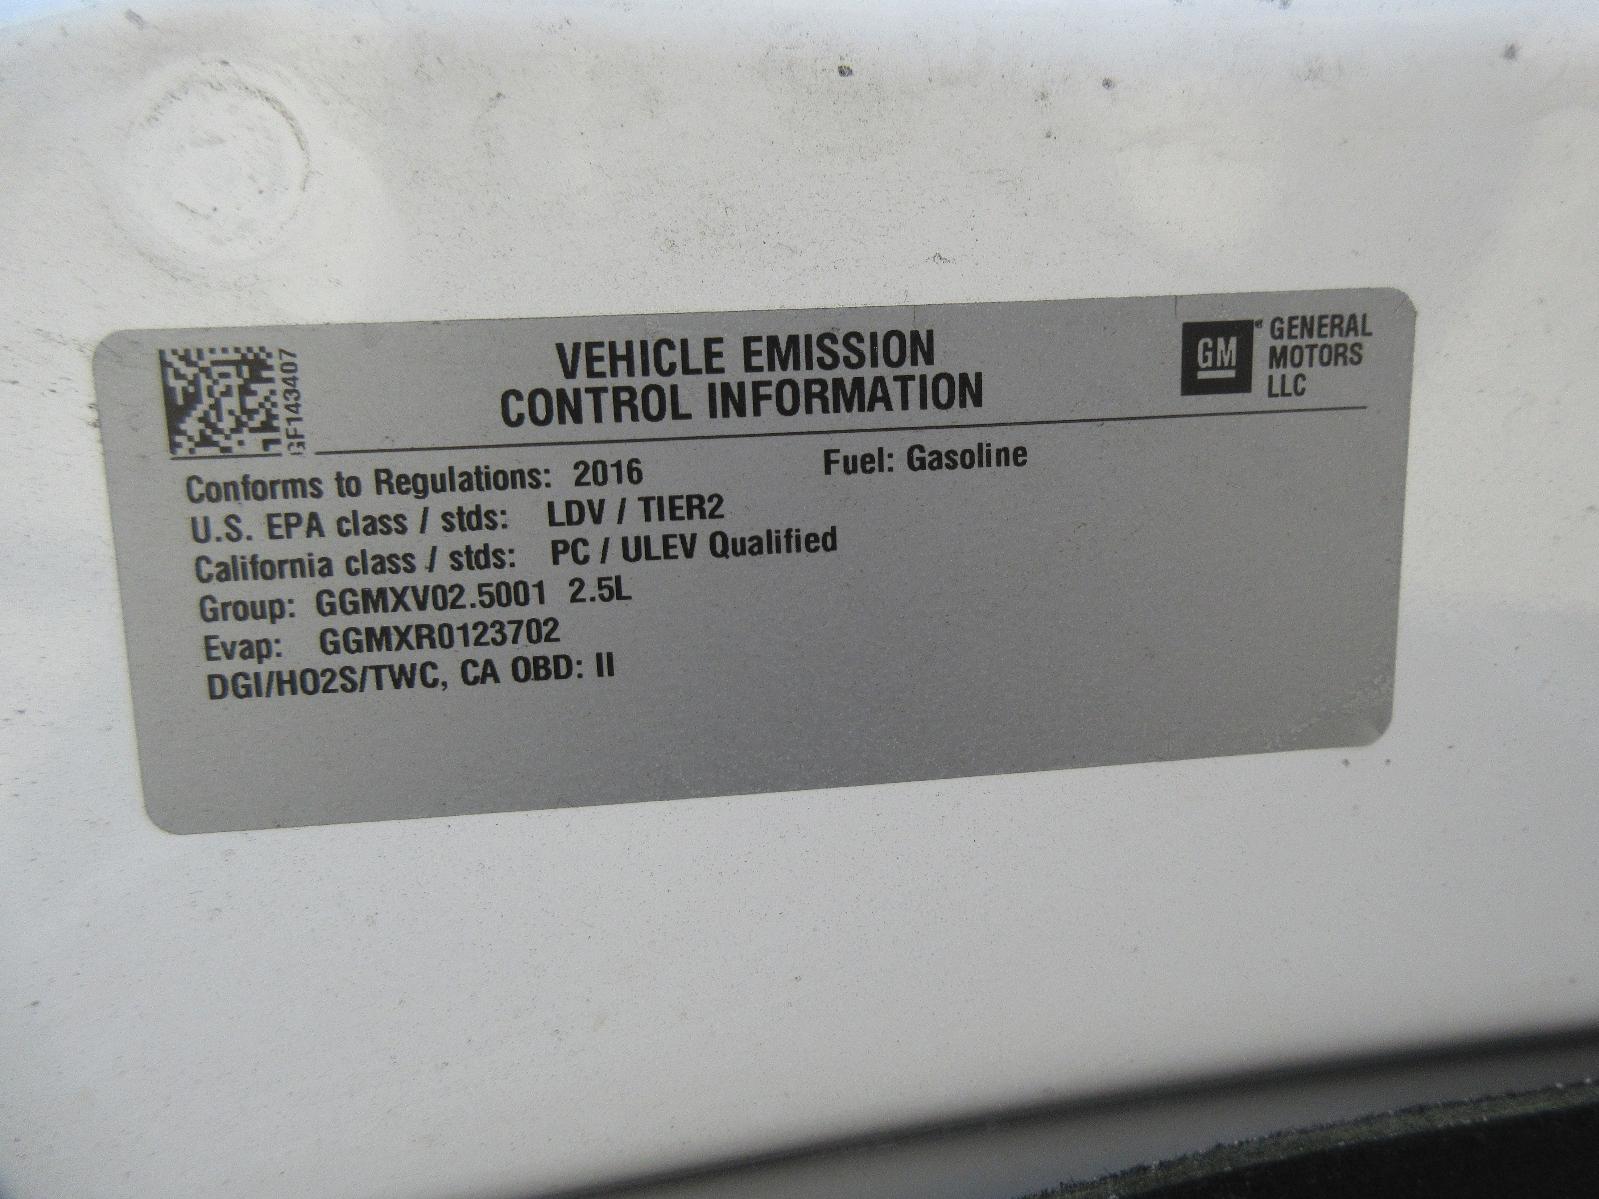 VEHICLE EMISSION
CONTROL INFORMATION
GM GENERAL
MOTORS
LLC
GF143407
Conforms to Regulations: 2016 Fuel: Gasoline
U.S. EPA class / stds: LDV / TIER2
California class / stds: PC / ULEV Qualified
Group: GGMXV02.5001 2.5L
Evap: GGMXR0123702
DGI/HO2S/TWC, CA OBD: II